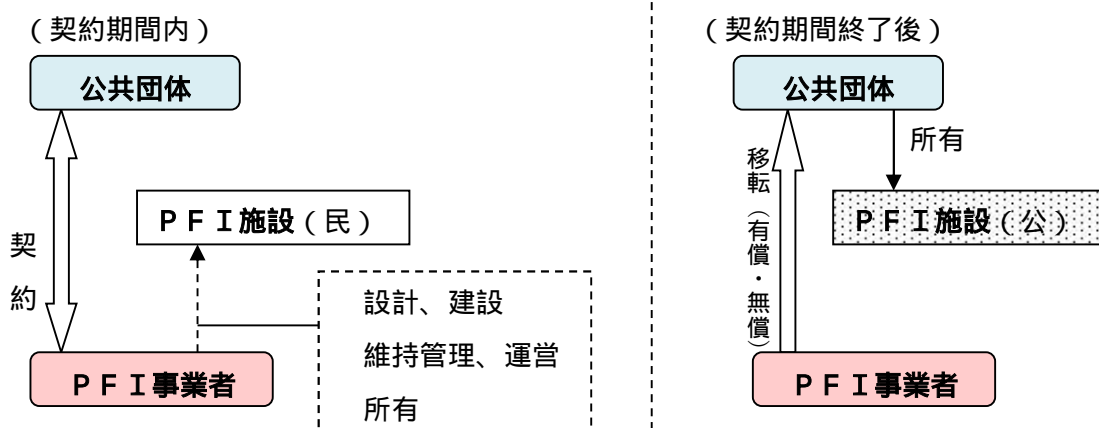 （契約期間内）
公共団体
契約
ＰＦＩ施設（民）
設計、建設
維持管理、運営
所有
ＰＦＩ事業者
（契約期間終了後）
公共団体
所有
移転（有償・無償）
ＰＦＩ施設（公）
ＰＦＩ事業者